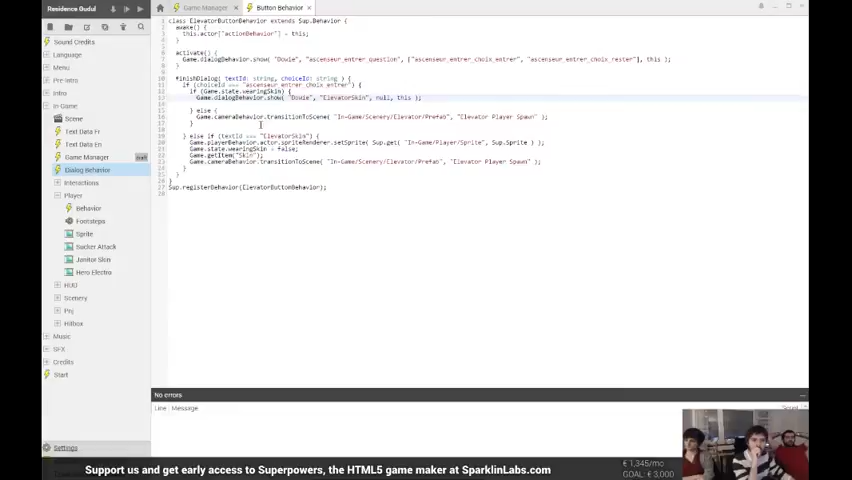 Residence Gudul
Game Manager
Button Behavior
Sound Credits
Language
Menu
Pre-Intro
Intro
In-Game
Scene
Text Data Fr
Text Data En
Game Manager
Dialog Behavior
Interactions
Player
Behavior
Footsteps
Sprite
Sucker Attack
Janitor Skin
Hero Electro
HUD
Scenery
Pnj
Hitbox
Music
SFX
Credits
Start
Settings
class ElevatorButtonBehavior extends Sup.Behavior {
awake() {
this.actor["actionBehavior"] = this;
}
activate() {
Game.dialogBehavior.show( "Dowie", "ascenseur_entrer_question", ["ascenseur_entrer_choix_entrer", "ascenseur_entrer_choix_rester"], this );
}
finishDialog( textId: string, choiceId: string ) {
if (choiceId === "ascenseur_entrer_choix_entrer") {
if (Game.state.wearingSkin) {
Game.dialogBehavior.show( "Dowie", "ElevatorSkin", null, this );
} else {
Game.cameraBehavior.transitionToScene( "In-Game/Scenery/Elevator/Prefab", "Elevator Player Spawn" );
}
} else if (textId === "ElevatorSkin") {
Game.playerBehavior.actor.spriteRenderer.setSprite( Sup.get( "In-Game/Player/Sprite", Sup.Sprite ) );
Game.state.wearingSkin = false;
Game.getItem("Skin");
Game.cameraBehavior.transitionToScene( "In-Game/Scenery/Elevator/Prefab", "Elevator Player Spawn" );
}
}
}
Sup.registerBehavior(ElevatorButtonBehavior);
No errors
Line
Message
Support us and get early access to Superpowers, the HTML5 game maker at SparklinLabs.com
€ 1,345/mo
GOAL: € 3,000